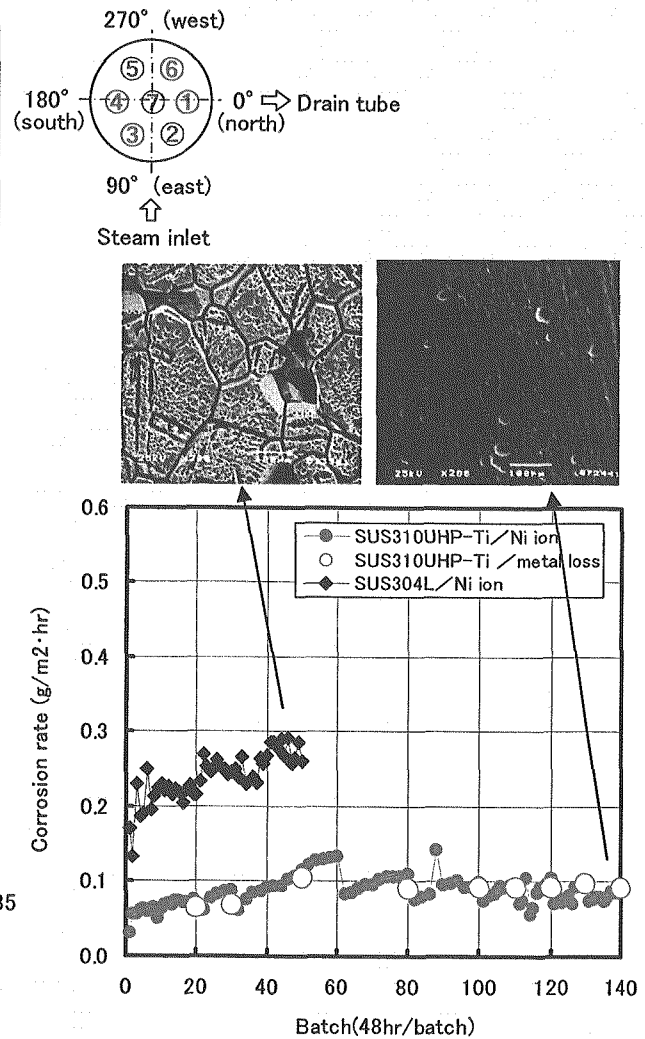 270° (west)
⑤ ⑥
180° ④ ⑦ ① 0° ⇨ Drain tube
(south) (north)
③ ②
90° (east)
Steam inlet
25kV X200 100μm
0.6
SUS310UHP-Ti／Ni ion
SUS310UHP-Ti ／metal loss
SUS304L／Ni ion
0.5
0.4
0.3
0.2
0.1
0.0
Corrosion rate (g/m2·hr)
35
0 20 40 60 80 100 120 140
Batch(48hr/batch)